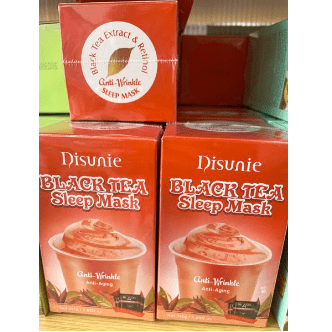 Black Tea Extract & Retinol
Anti-Wrinkle
SLEEP MASK
Disunie
BLACK TEA
Sleep Mask
Anti-Wrinkle
Anti-Aging
Disunie
BLACK TEA
Sleep Mask
Anti-Wrinkle
Anti-Aging